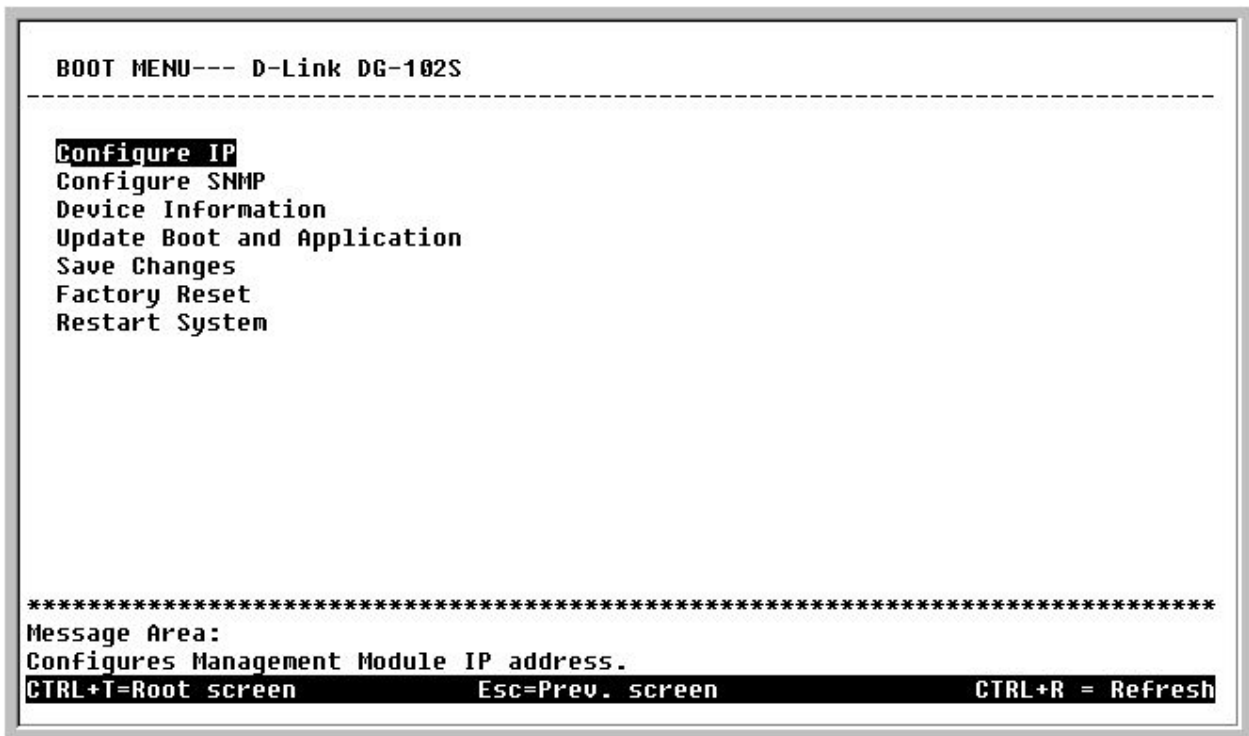 BOOT MENU--- D-Link DG-102S
--------------------------------------------------------------------------------
Configure IP
Configure SNMP
Device Information
Update Boot and Application
Save Changes
Factory Reset
Restart System
********************************************************************************
Message Area:
Configures Management Module IP address.
CTRL+T=Root screen Esc=Prev. screen CTRL+R = Refresh